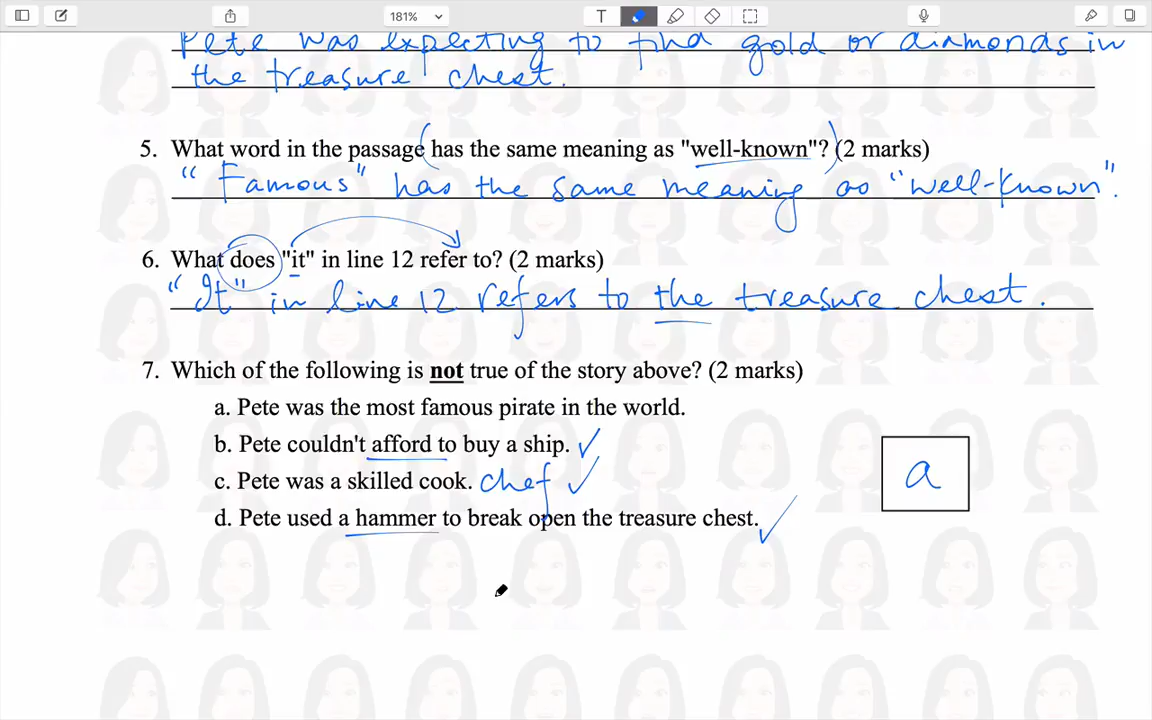 181%
T
Pete was expecting to find gold or diamonds in
the treasure chest.
5. What word in the passage has the same meaning as "well-known"? (2 marks)
"Famous" has the same meaning as "well-known".
6. What does "it" in line 12 refer to? (2 marks)
"It" in line 12 refers to the treasure chest.
7. Which of the following is not true of the story above? (2 marks)
a. Pete was the most famous pirate in the world.
b. Pete couldn't afford to buy a ship.
c. Pete was a skilled cook. chef
d. Pete used a hammer to break open the treasure chest.
a